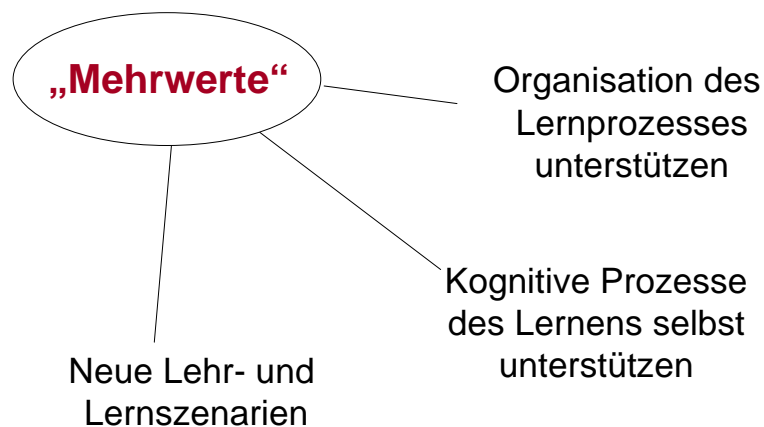 „Mehrwerte“
Organisation des
Lernprozesses
unterstützen
Kognitive Prozesse
des Lernens selbst
unterstützen
Neue Lehr- und
Lernszenarien